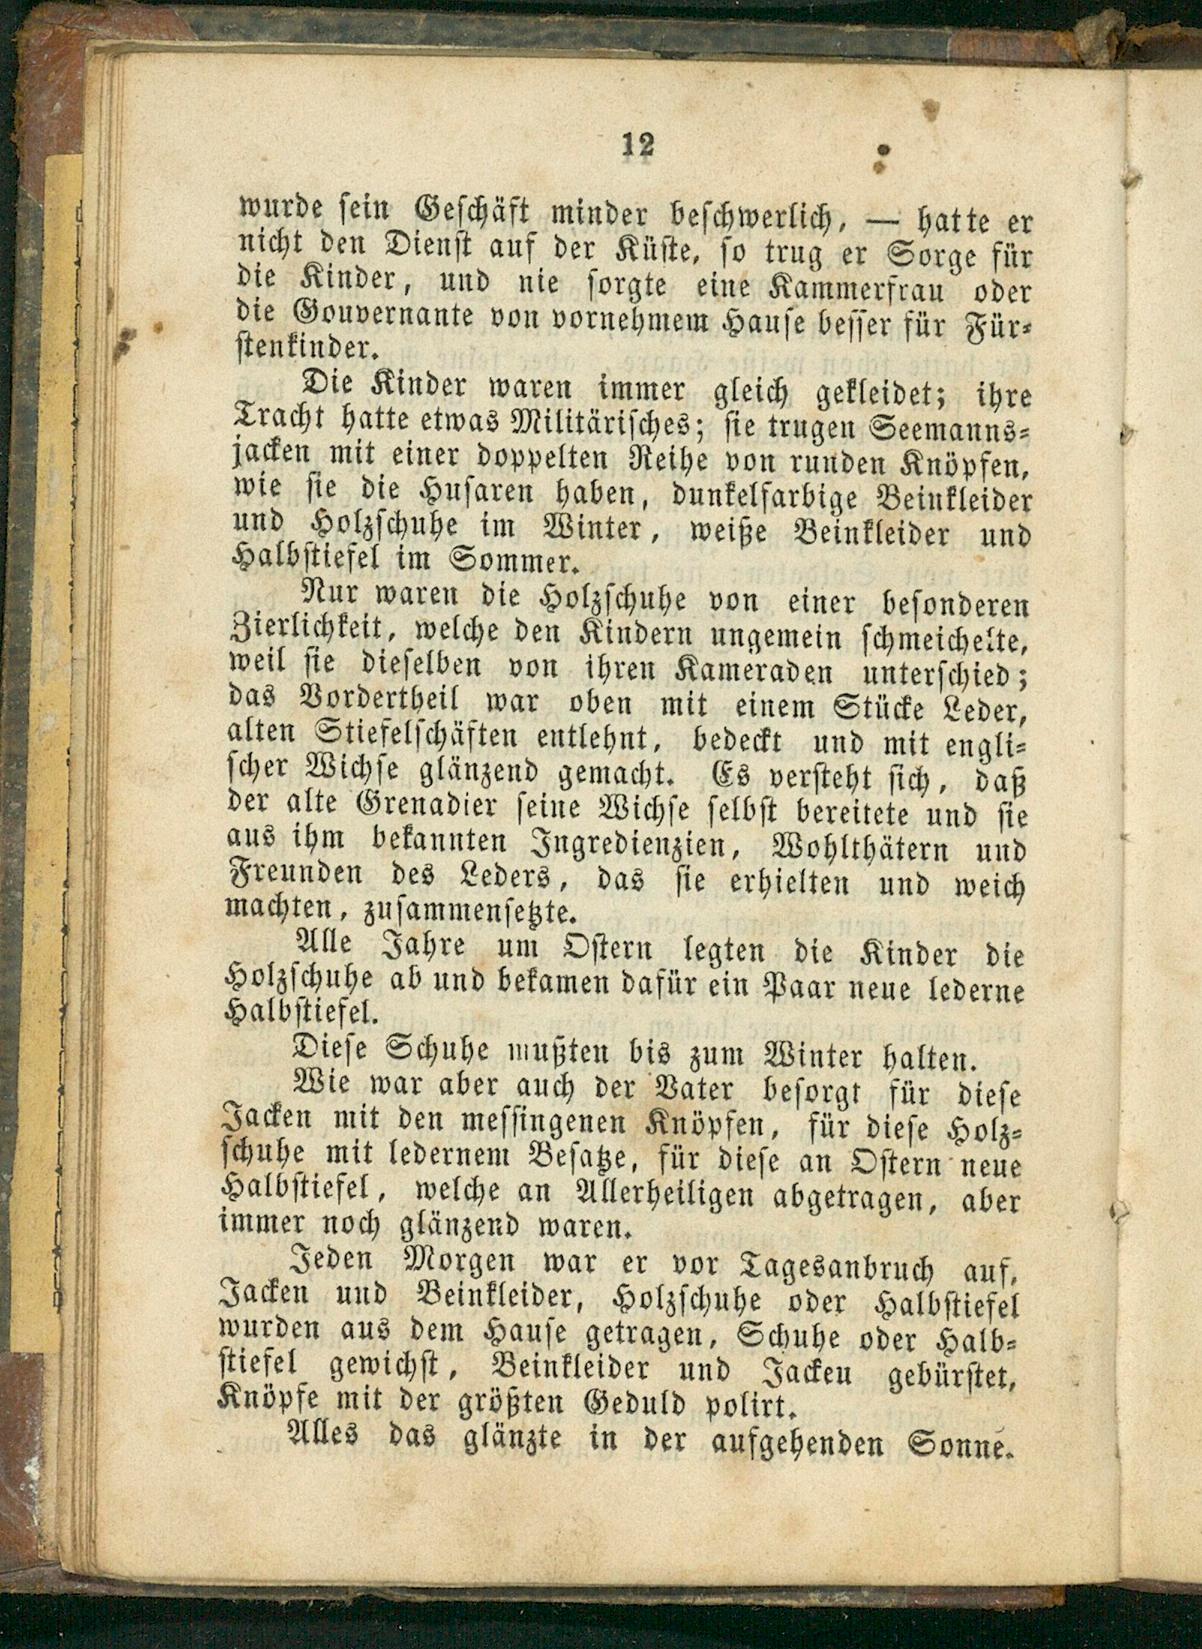 12
wurde sein Geschäft minder beschwerlich, — hatte er
nicht den Dienst auf der Küste, so trug er Sorge für
die Kinder, und nie sorgte eine Kammerfrau oder
die Gouvernante von vornehmem Hause besser für Für-
stenkinder.
Die Kinder waren immer gleich gekleidet; ihre
Tracht hatte etwas Militärisches; sie trugen Seemanns-
jacken mit einer doppelten Reihe von runden Knöpfen,
wie sie die Husaren haben, dunkelfarbige Beinkleider
und Holzschuhe im Winter, weiße Beinkleider und
Halbstiefel im Sommer.
Nur waren die Holzschuhe von einer besonderen
Zierlichkeit, welche den Kindern ungemein schmeichelte,
weil sie dieselben von ihren Kameraden unterschied;
das Vordertheil war oben mit einem Stücke Leder,
alten Stiefelschäften entlehnt, bedeckt und mit engli-
scher Wichse glänzend gemacht. Es versteht sich, daß
der alte Grenadier seine Wichse selbst bereitete und sie
aus ihm bekannten Ingredienzien, Wohlthätern und
Freunden des Leders, das sie erhielten und weich
machten, zusammensetzte.
Alle Jahre um Ostern legten die Kinder die
Holzschuhe ab und bekamen dafür ein Paar neue lederne
Halbstiefel.
Diese Schuhe mußten bis zum Winter halten.
Wie war aber auch der Vater besorgt für diese
Jacken mit den messingenen Knöpfen, für diese Holz-
schuhe mit ledernem Besatze, für diese an Ostern neue
Halbstiefel, welche an Allerheiligen abgetragen, aber
immer noch glänzend waren.
Jeden Morgen war er vor Tagesanbruch auf,
Jacken und Beinkleider, Holzschuhe oder Halbstiefel
wurden aus dem Hause getragen, Schuhe oder Halb-
stiefel gewichst, Beinkleider und Jacken gebürstet,
Knöpfe mit der größten Geduld polirt.
Alles das glänzte in der aufgehenden Sonne.